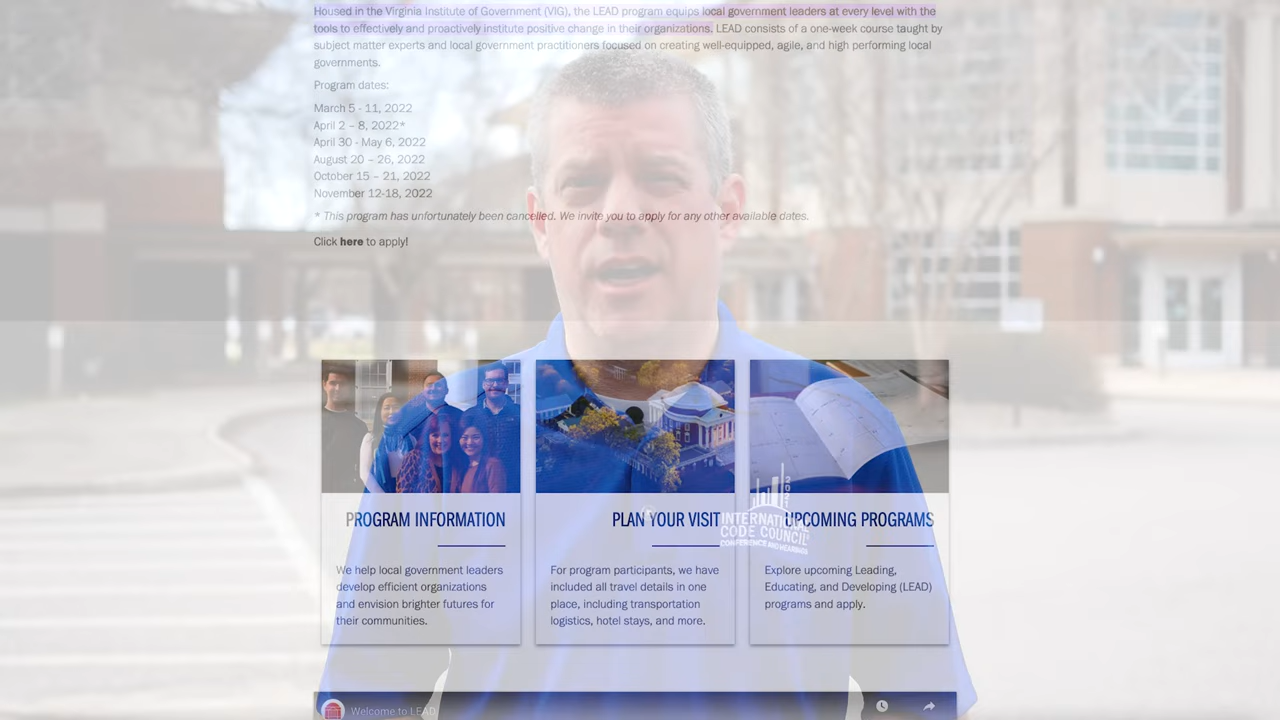 Housed in the Virginia Institute of Government (VIG), the LEAD program equips local government leaders at every level with the
tools to effectively and proactively institute positive change in their organizations. LEAD consists of a one-week course taught by
subject matter experts and local government practitioners focused on creating well-equipped, agile, and high performing local
governments.
Program dates:
March 5 - 11, 2022
April 2 – 8, 2022*
April 30 - May 6, 2022
August 20 – 26, 2022
October 15 – 21, 2022
November 12-18, 2022
* This program has unfortunately been cancelled. We invite you to apply for any other available dates.
Click here to apply!
PROGRAM INFORMATION
We help local government leaders
develop efficient organizations
and envision brighter futures for
their communities.
PLAN YOUR VISIT
For program participants, we have
included all travel details in one
place, including transportation
logistics, hotel stays, and more.
UPCOMING PROGRAMS
Explore upcoming Leading,
Educating, and Developing (LEAD)
programs and apply.
INTERNATIONAL
CODE COUNCIL
CONFERENCE AND HEARINGS
Welcome to LEAD